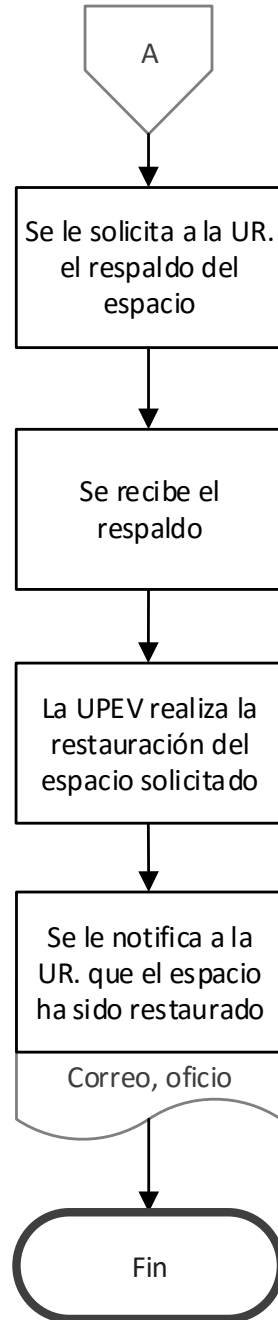 A
Se le solicita a la UR.
el respaldo del
espacio
Se recibe el
respaldo
La UPEV realiza la
restauración del
espacio solicitado
Se le notifica a la
UR. que el espacio
ha sido restaurado
Correo, oficio
Fin